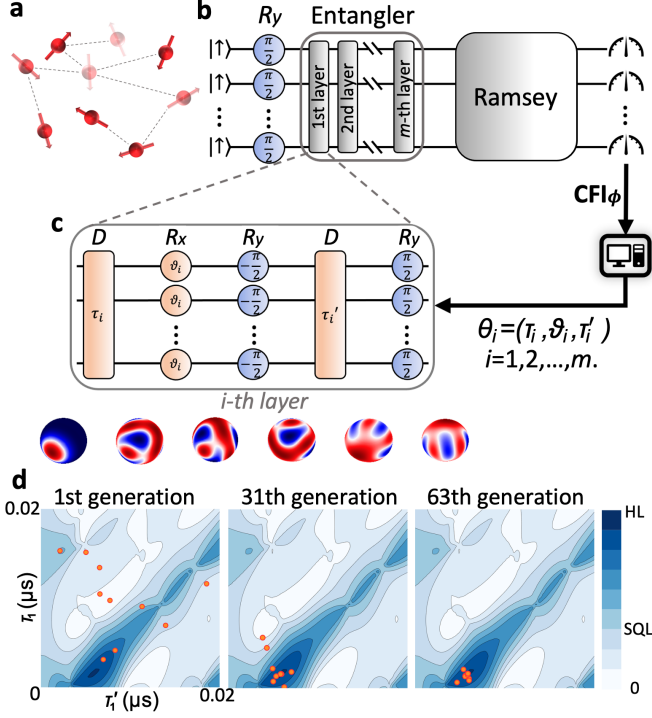 a
b
Ry
Entangler
|↑⟩ π/2
|↑⟩ π/2
|↑⟩ π/2
1st layer
2nd layer
m-th layer
Ramsey
CFIϕ
c
D Rx Ry D Ry
τi
ϑi −π/2 π/2
ϑi −π/2 π/2
ϑi −π/2 π/2
τi′
i-th layer
θi=(τi,ϑi,τi′)
i=1,2,...,m.
d
1st generation 31th generation 63th generation
0.02
τ1 (μs)
0
τ1′ (μs)
0.02
HL
SQL
0